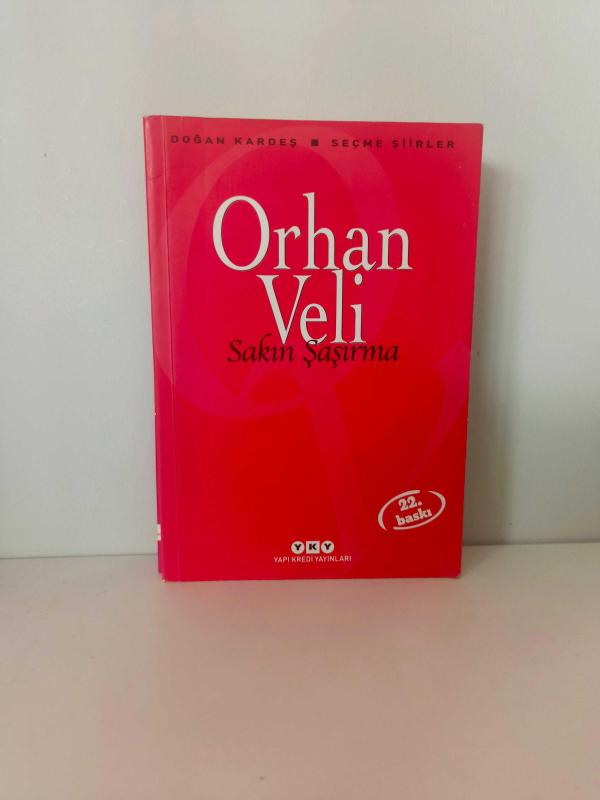 DOĞAN KARDEŞ ■ SEÇME ŞİİRLER
Orhan
Veli
Sakın Şaşırma
22.
baskı
YKY
YAPI KREDİ YAYINLARI